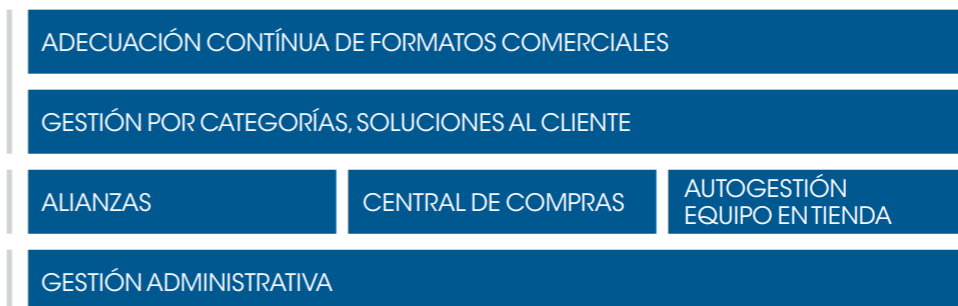 ADECUACIÓN CONTÍNUA DE FORMATOS COMERCIALES
GESTIÓN POR CATEGORÍAS, SOLUCIONES AL CLIENTE
ALIANZAS
CENTRAL DE COMPRAS
AUTOGESTIÓN
EQUIPO EN TIENDA
GESTIÓN ADMINISTRATIVA